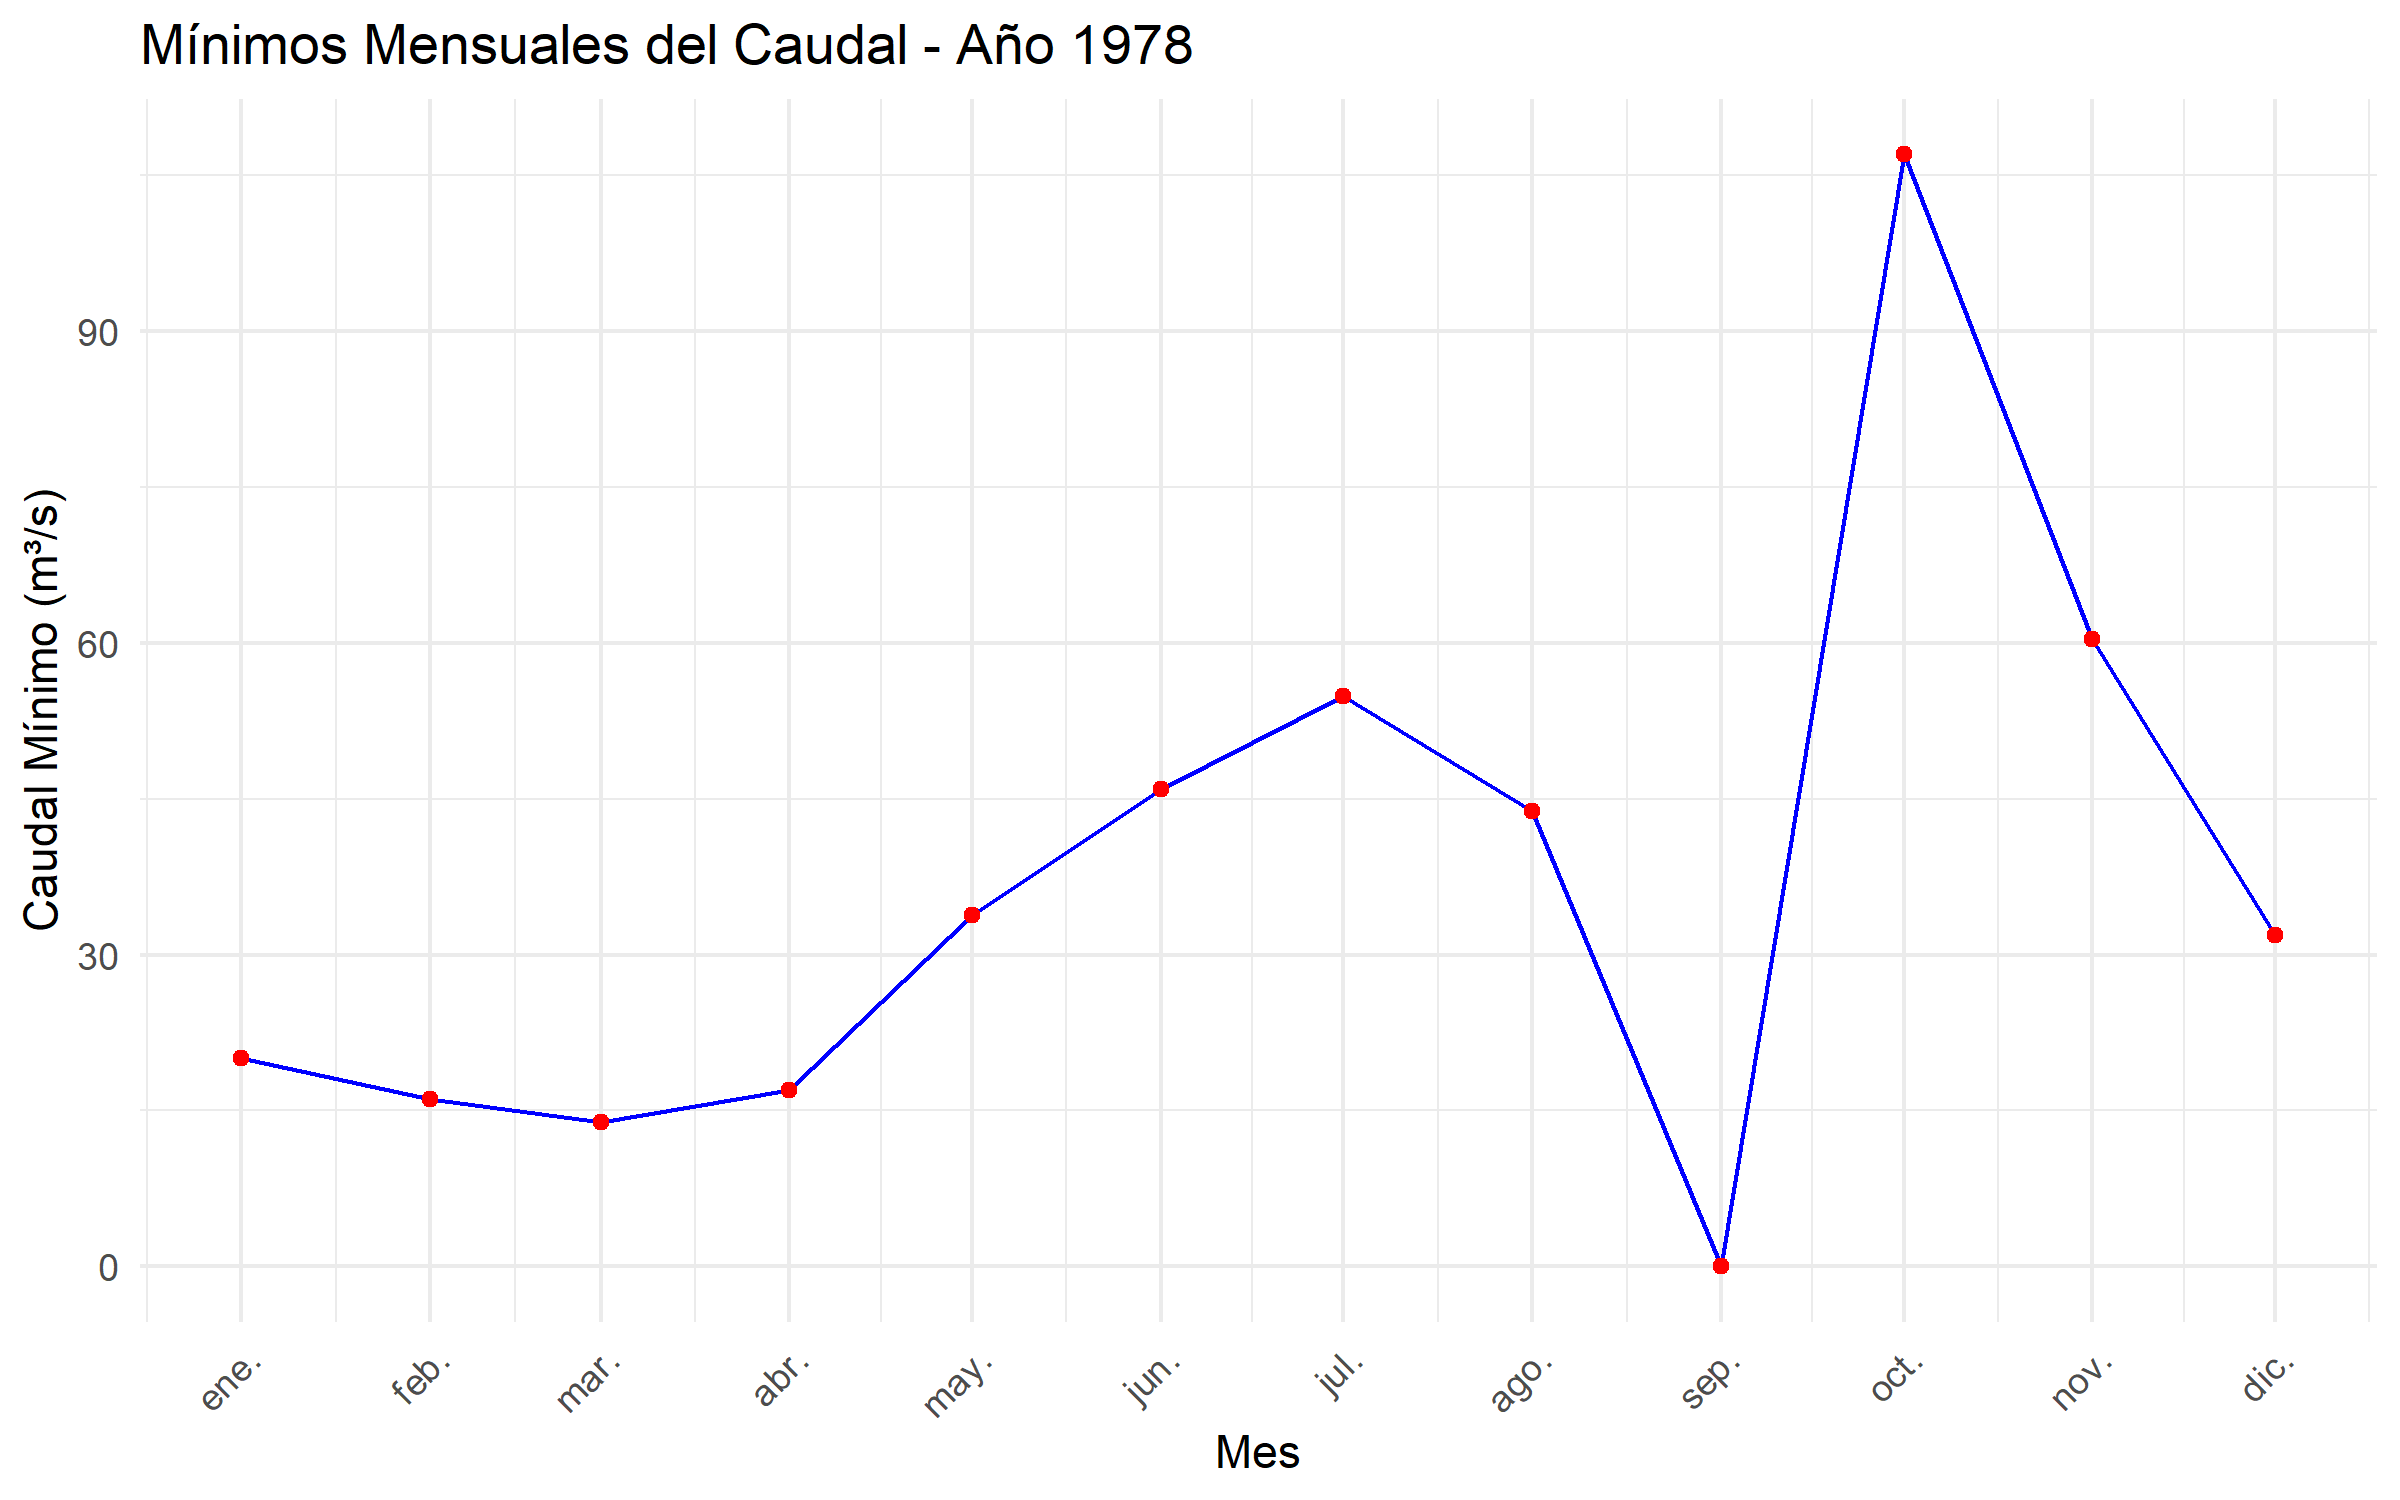 Mínimos Mensuales del Caudal - Año 1978
Caudal Mínimo (m³/s)
90
60
30
0
ene.
feb.
mar.
abr.
may.
jun.
jul.
ago.
sep.
oct.
nov.
dic.
Mes